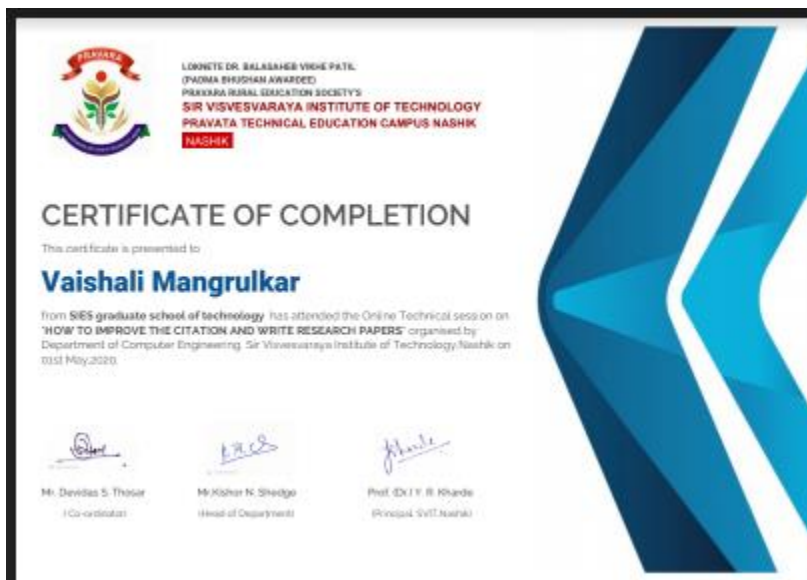 PRAVARA
LOKNETE DR. BALASAHEB VIKHE PATIL
(PADMA BHUSHAN AWARDEE)
PRAVARA RURAL EDUCATION SOCIETY'S
SIR VISVESVARAYA INSTITUTE OF TECHNOLOGY
PRAVATA TECHNICAL EDUCATION CAMPUS NASHIK
NASHIK
CERTIFICATE OF COMPLETION
This certificate is presented to
Vaishali Mangrulkar
from SIES graduate school of technology has attended the Online Technical session on
"HOW TO IMPROVE THE CITATION AND WRITE RESEARCH PAPERS" organised by
Department of Computer Engineering, Sir Visvesvaraya Institute of Technology,Nashik on
01st May,2020.
Mr. Devidas S. Thosar
(Co-ordinator)
Mr.Kishor N. Shedge
(Head of Department)
Prof. (Dr.) Y. R. Kharde
(Principal, SVIT,Nashik)